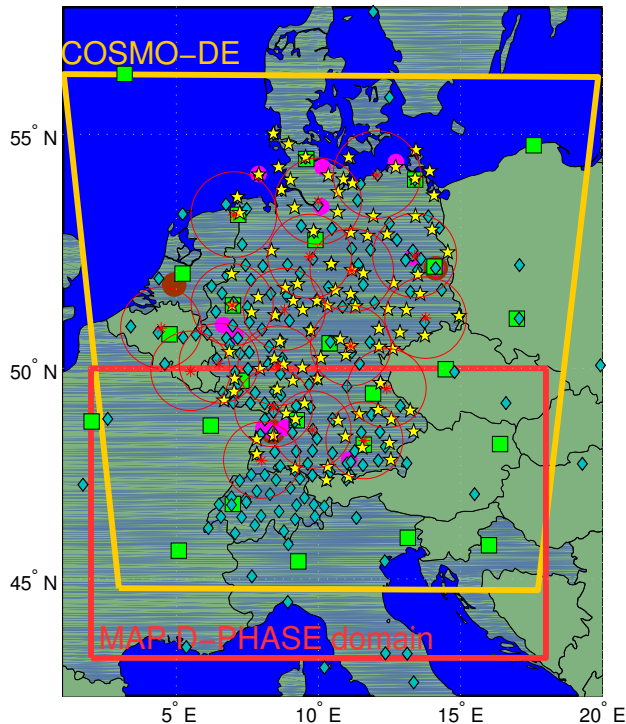 COSMO-DE
55° N
50° N
45° N
MAP D-PHASE domain
5° E
10° E
15° E
20° E